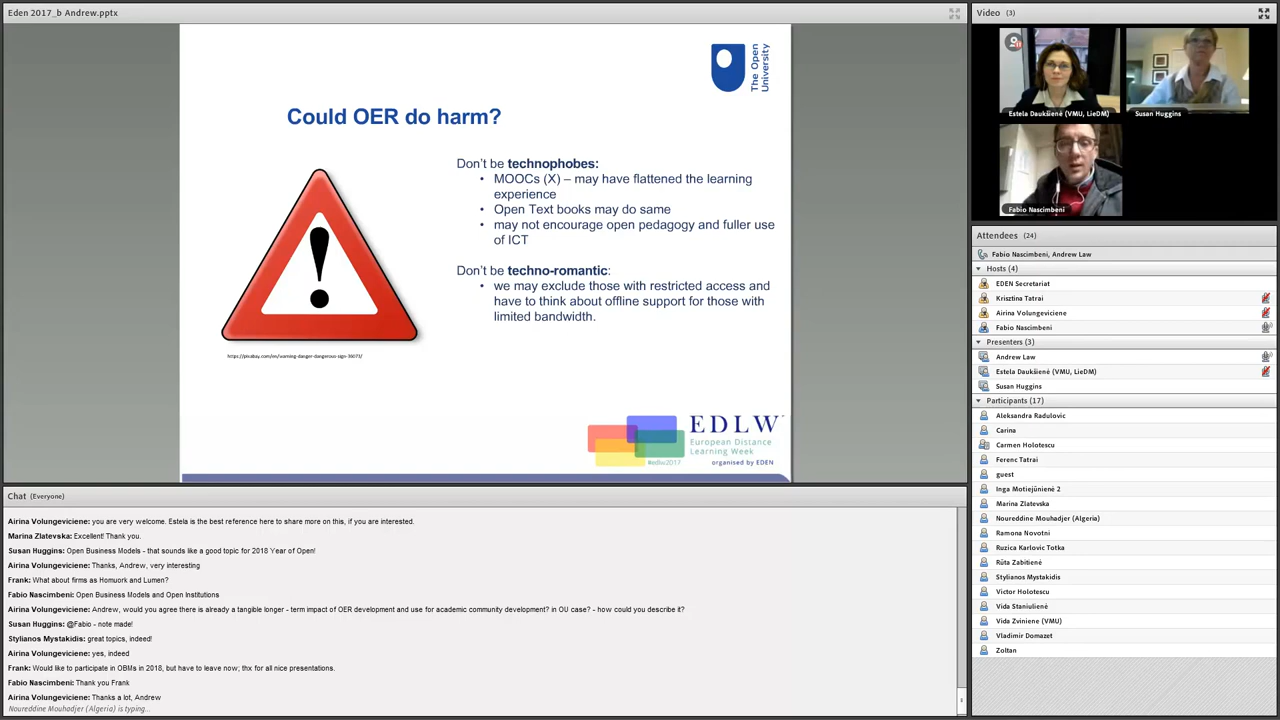 Eden 2017_b Andrew.pptx
The Open
University
Could OER do harm?
Don't be technophobes:
• MOOCs (X) – may have flattened the learning
experience
• Open Text books may do same
• may not encourage open pedagogy and fuller use
of ICT
Don't be techno-romantic:
• we may exclude those with restricted access and
have to think about offline support for those with
limited bandwidth.
https://pixabay.com/en/warning-danger-dangerous-sign-36073/
EDLW
European Distance
Learning Week
#edlw2017
organised by EDEN
Chat (Everyone)
Airina Volungeviciene: you are very welcome. Estela is the best reference here to share more on this, if you are interested.
Marina Zlatevska: Excellent! Thank you.
Susan Huggins: Open Business Models - that sounds like a good topic for 2018 Year of Open!
Airina Volungeviciene: Thanks, Andrew, very interesting
Frank: What about firms as Homuork and Lumen?
Fabio Nascimbeni: Open Business Models and Open Institutions
Airina Volungeviciene: Andrew, would you agree there is already a tangible longer - term impact of OER development and use for academic community development? in OU case? - how could you describe it?
Susan Huggins: @Fabio - note made!
Stylianos Mystakidis: great topics, indeed!
Airina Volungeviciene: yes, indeed
Frank: Would like to participate in OBMs in 2018, but have to leave now; thx for all nice presentations.
Fabio Nascimbeni: Thank you Frank
Airina Volungeviciene: Thanks a lot, Andrew
Noureddine Mouhadjer (Algeria) is typing...
Video (3)
Estela Daukšienė (VMU, LieDM)
Susan Huggins
Fabio Nascimbeni
Attendees (24)
Fabio Nascimbeni, Andrew Law
Hosts (4)
EDEN Secretariat
Krisztina Tatrai
Airina Volungeviciene
Fabio Nascimbeni
Presenters (3)
Andrew Law
Estela Daukšienė (VMU, LieDM)
Susan Huggins
Participants (17)
Aleksandra Radulovic
Carina
Carmen Holotescu
Ferenc Tatrai
guest
Inga Motiejūnienė 2
Marina Zlatevska
Noureddine Mouhadjer (Algeria)
Ramona Novotni
Ruzica Karlovic Totka
Rūta Zabitienė
Stylianos Mystakidis
Victor Holotescu
Vida Staniulienė
Vida Zviniene (VMU)
Vladimir Domazet
Zoltan